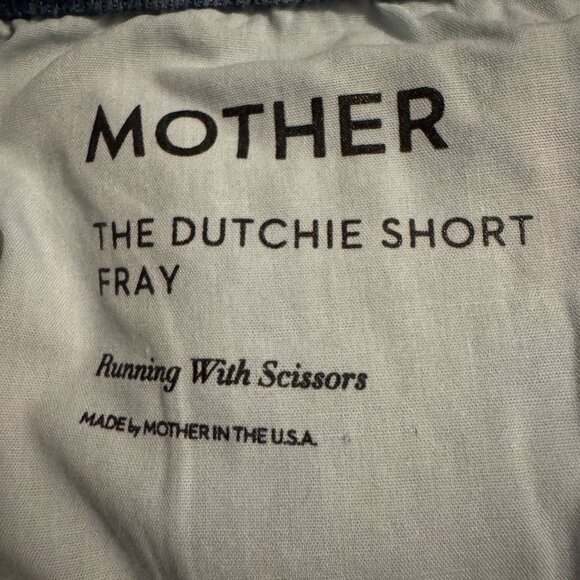 MOTHER
THE DUTCHIE SHORT
FRAY
Running With Scissors
MADE by MOTHER IN THE U.S.A.